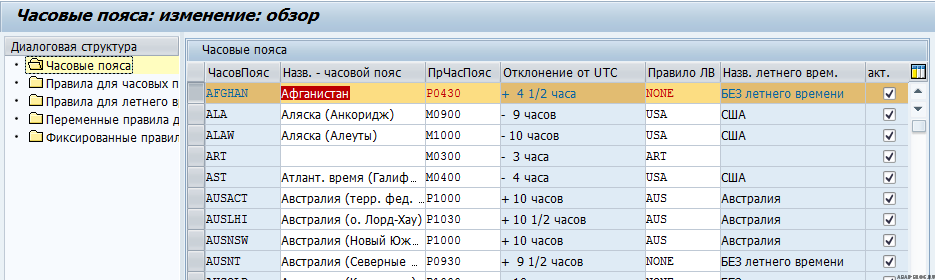 Часовые пояса: изменение: обзор
Диалоговая структура
Часовые пояса
Правила для часовых п
Правила для летнего в
Переменные правила д
Фиксированные правил
Часовые пояса
ЧасовПояс Назв. - часовой пояс ПрЧасПояс Отклонение от UTC Правило ЛВ Назв. летнего врем. акт.
AFGHAN Афганистан P0430 + 4 1/2 часа NONE БЕЗ летнего времени
ALA Аляска (Анкоридж) M0900 - 9 часов USA США
ALAW Аляска (Алеуты) M1000 - 10 часов USA США
ART M0300 - 3 часа ART
AST Атлант. время (Галиф... M0400 - 4 часа USA США
AUSACT Австралия (терр. фед. ... P1000 + 10 часов AUS Австралия
AUSLHI Австралия (о. Лорд-Хау) P1030 + 10 1/2 часов AUS Австралия
AUSNSW Австралия (Новый Юж... P1000 + 10 часов AUS Австралия
AUSNT Австралия (Северные ... P0930 + 9 1/2 часов NONE БЕЗ летнего времени